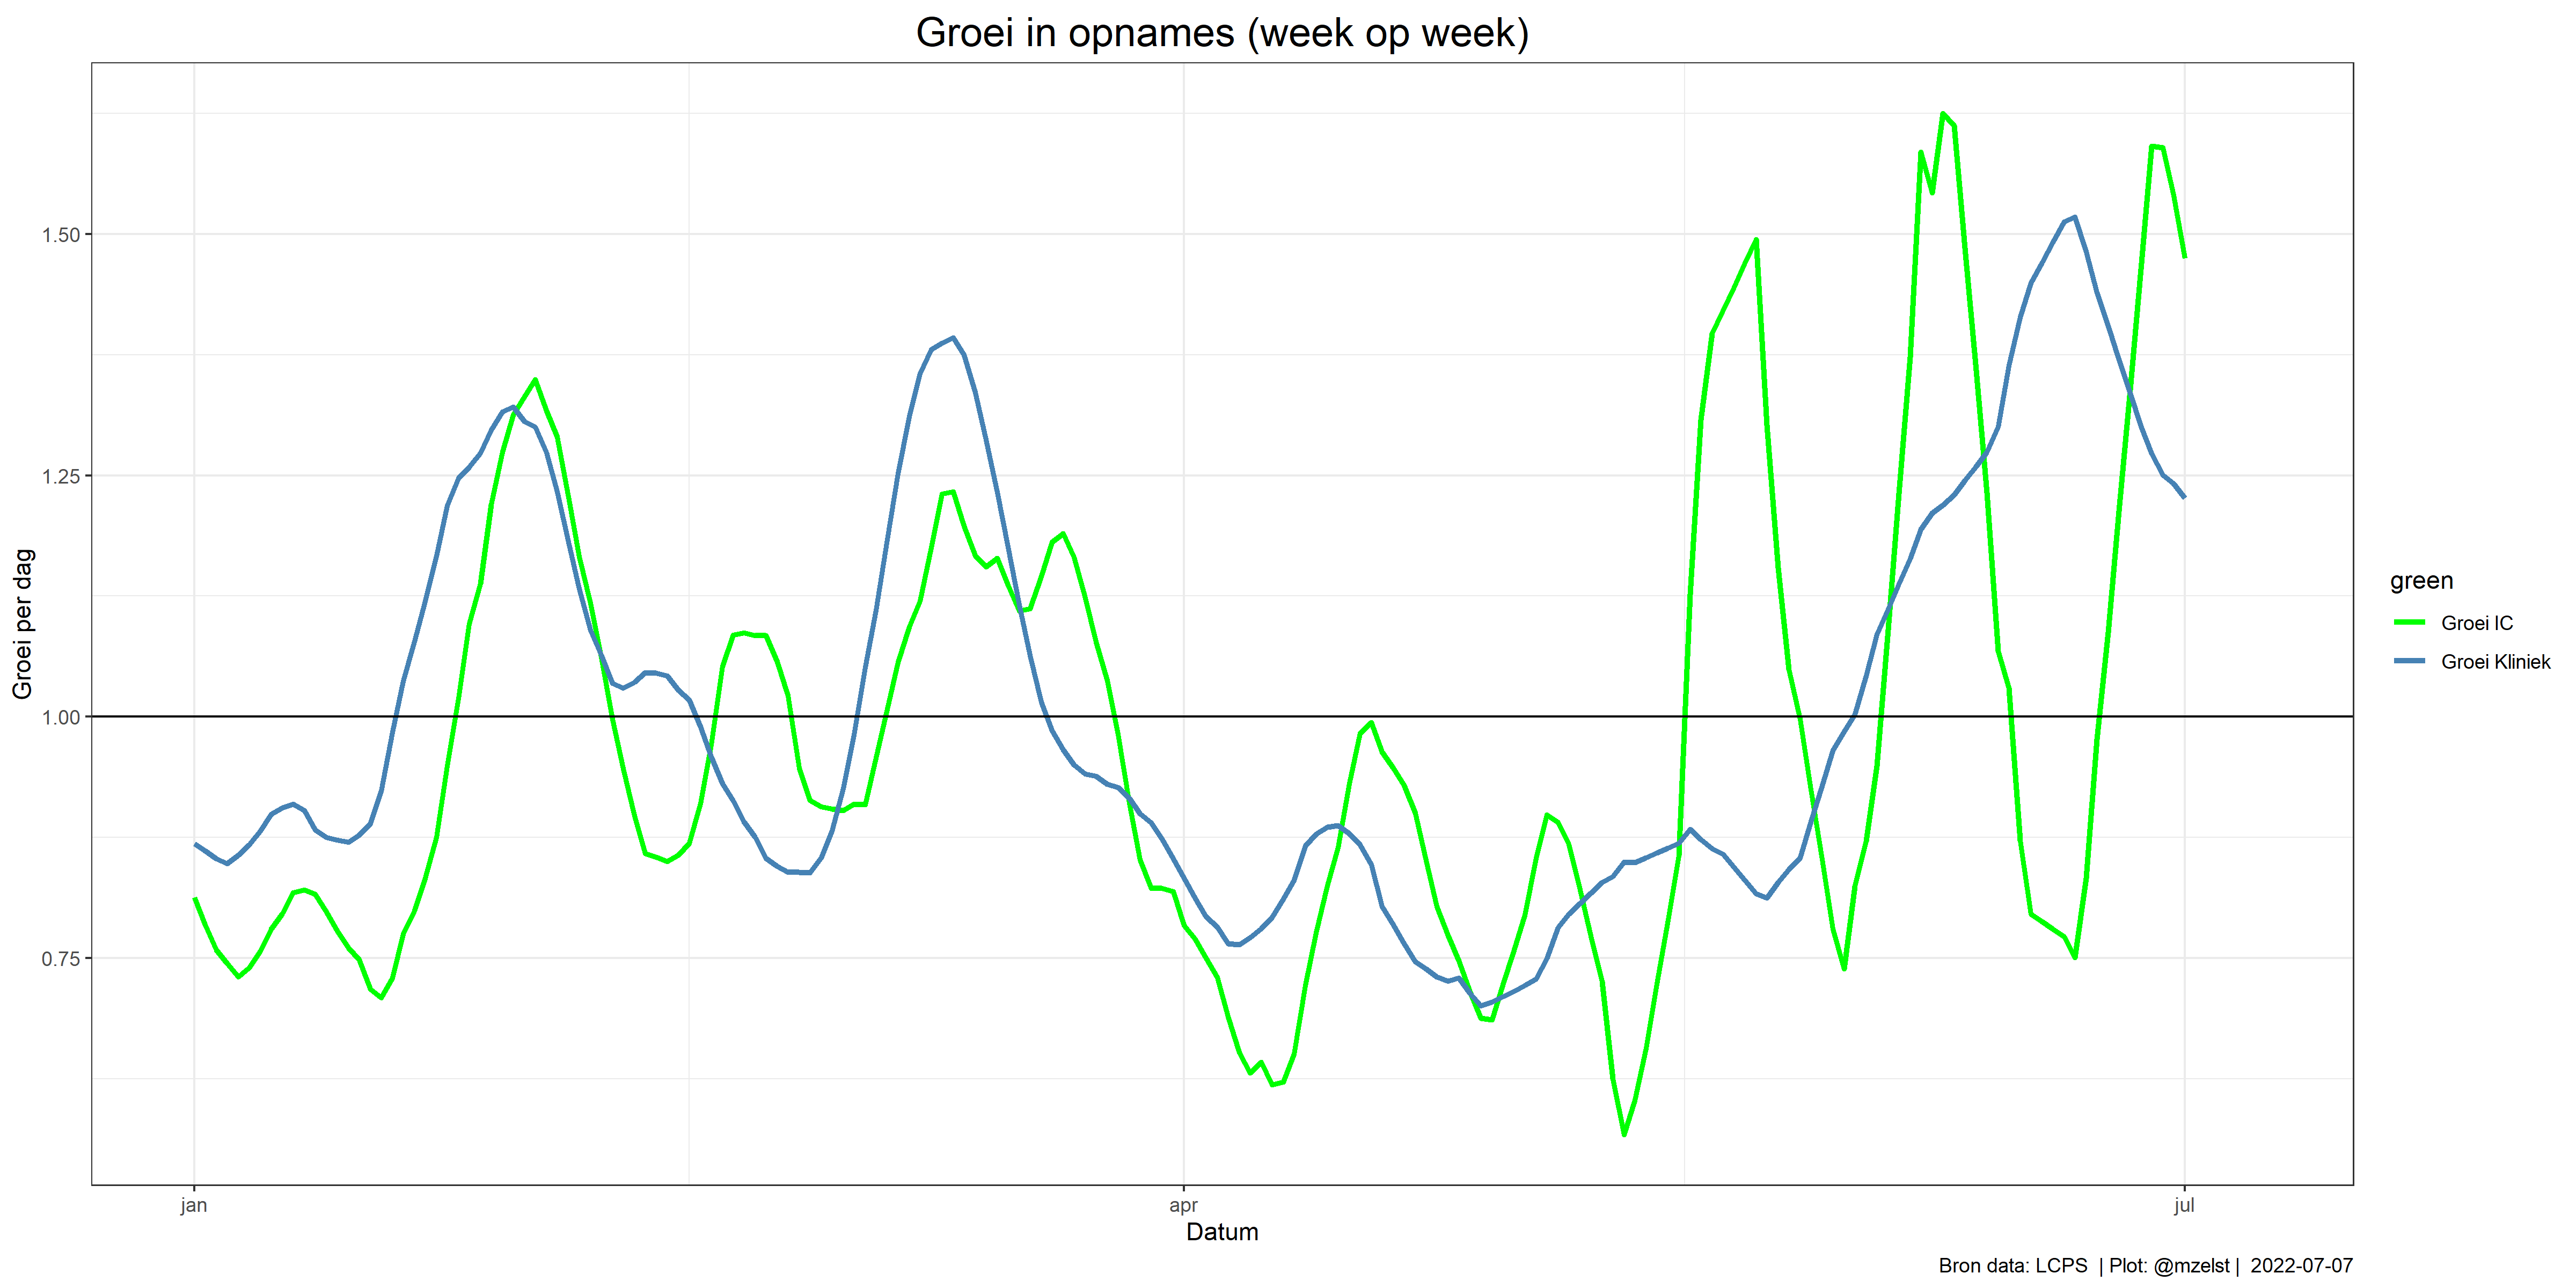 Groei in opnames (week op week)
Groei per dag
1.50
1.25
1.00
0.75
jan
apr
jul
Datum
green
Groei IC
Groei Kliniek
Bron data: LCPS | Plot: @mzelst | 2022-07-07